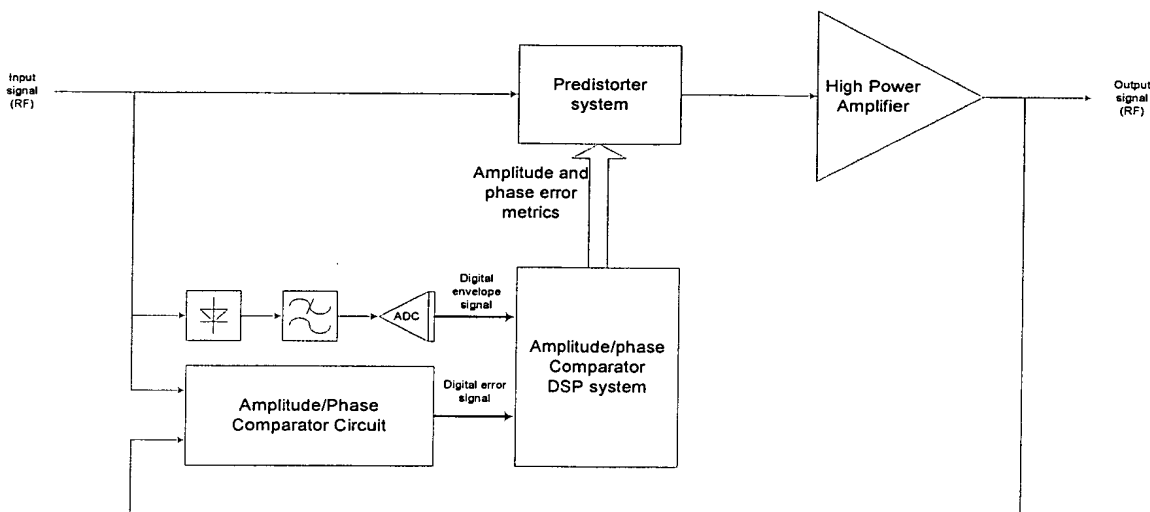 Input
signal
(RF)
Predistorter
system
High Power
Amplifier
Output
signal
(RF)
Amplitude and
phase error
metrics
Digital
envelope
signal
ADC
Amplitude/phase
Comparator
DSP system
Digital error
signal
Amplitude/Phase
Comparator Circuit